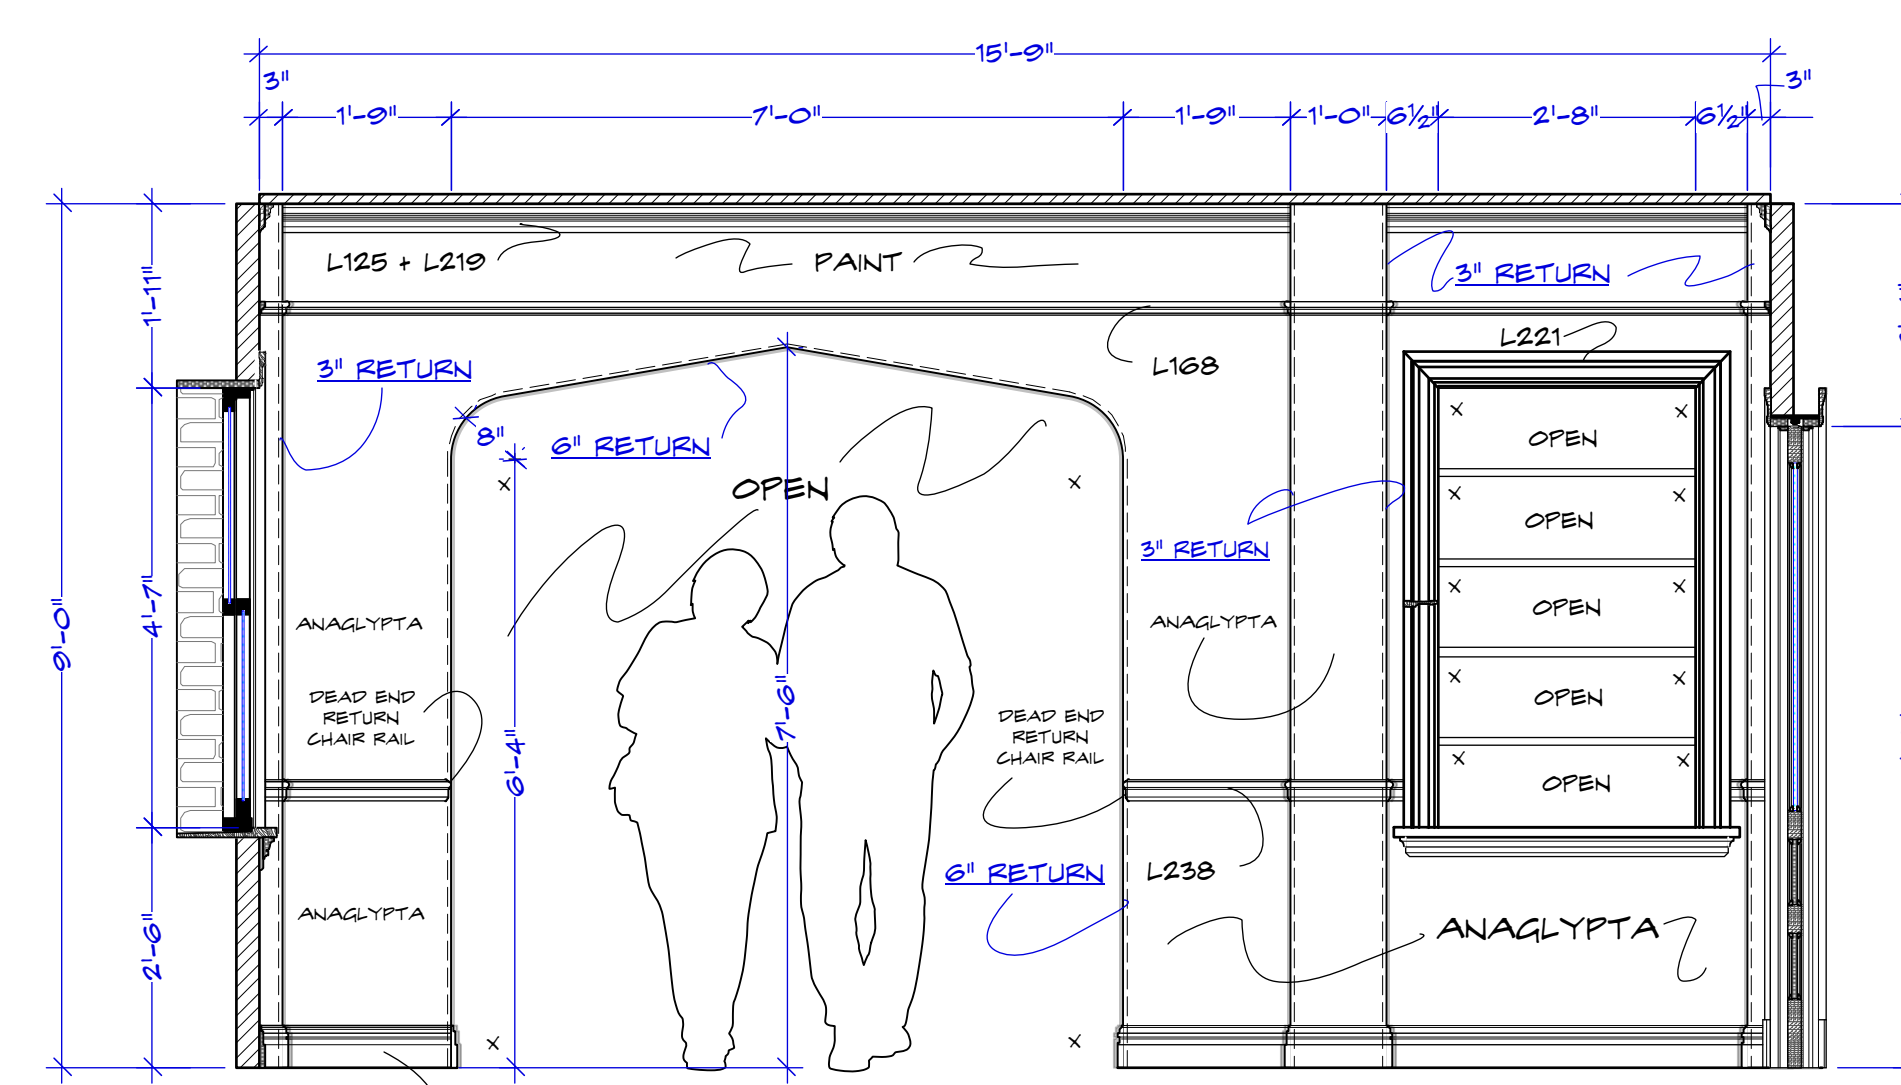 15'-9"
3"
3"
1'-9"
7'-0"
1'-9"
1'-0"
6½"
2'-8"
6½"
L125 + L219
PAINT
3" RETURN
1'-11"
L221
3" RETURN
L168
8"
6" RETURN
OPEN
OPEN
OPEN
3" RETURN
4'-7"
9'-0"
ANAGLYPTA
ANAGLYPTA
OPEN
DEAD END
RETURN
CHAIR RAIL
7'-6"
6'-4"
DEAD END
RETURN
CHAIR RAIL
OPEN
OPEN
6" RETURN
L238
ANAGLYPTA
ANAGLYPTA
2'-6"